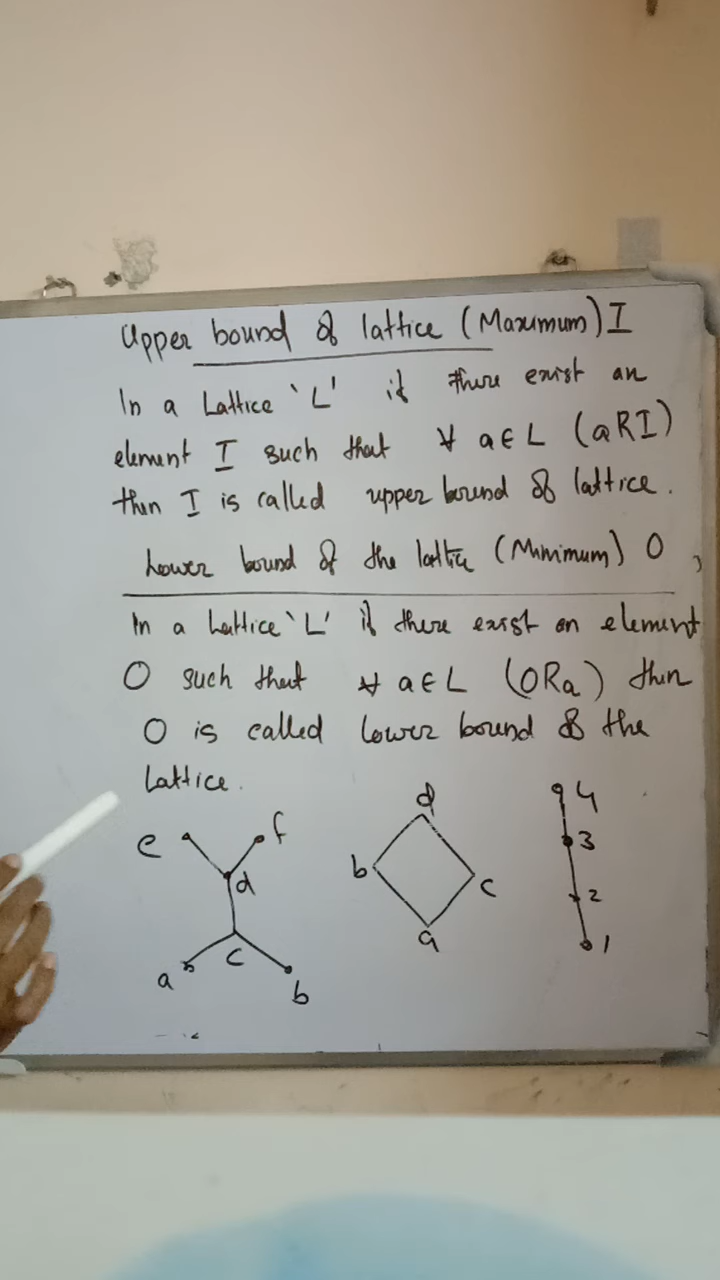 Upper bound of lattice (Maximum) I
In a Lattice 'L' if there exist an
element I such that ∀ a∈L (aRI)
then I is called upper bound of lattice.
Lower bound of the lattice (Minimum) O ,
In a Lattice 'L' if there exist an element
O such that ∀ a∈L (ORa) then
O is called lower bound of the
Lattice.
e f d c a b
d b c a
4
3
2
1